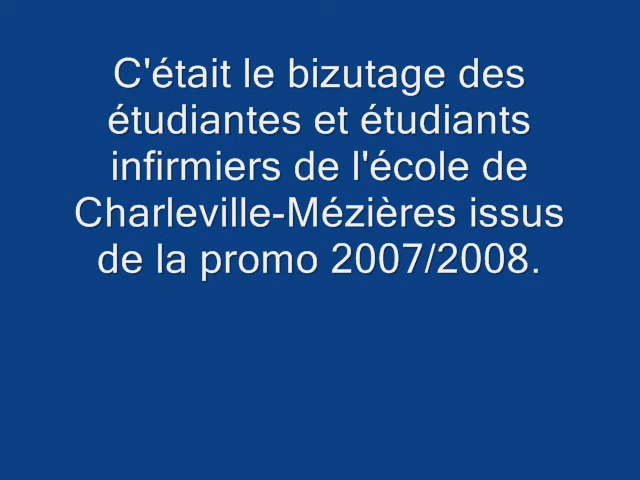 C'était le bizutage des
étudiantes et étudiants
infirmiers de l'école de
Charleville-Mézières issus
de la promo 2007/2008.